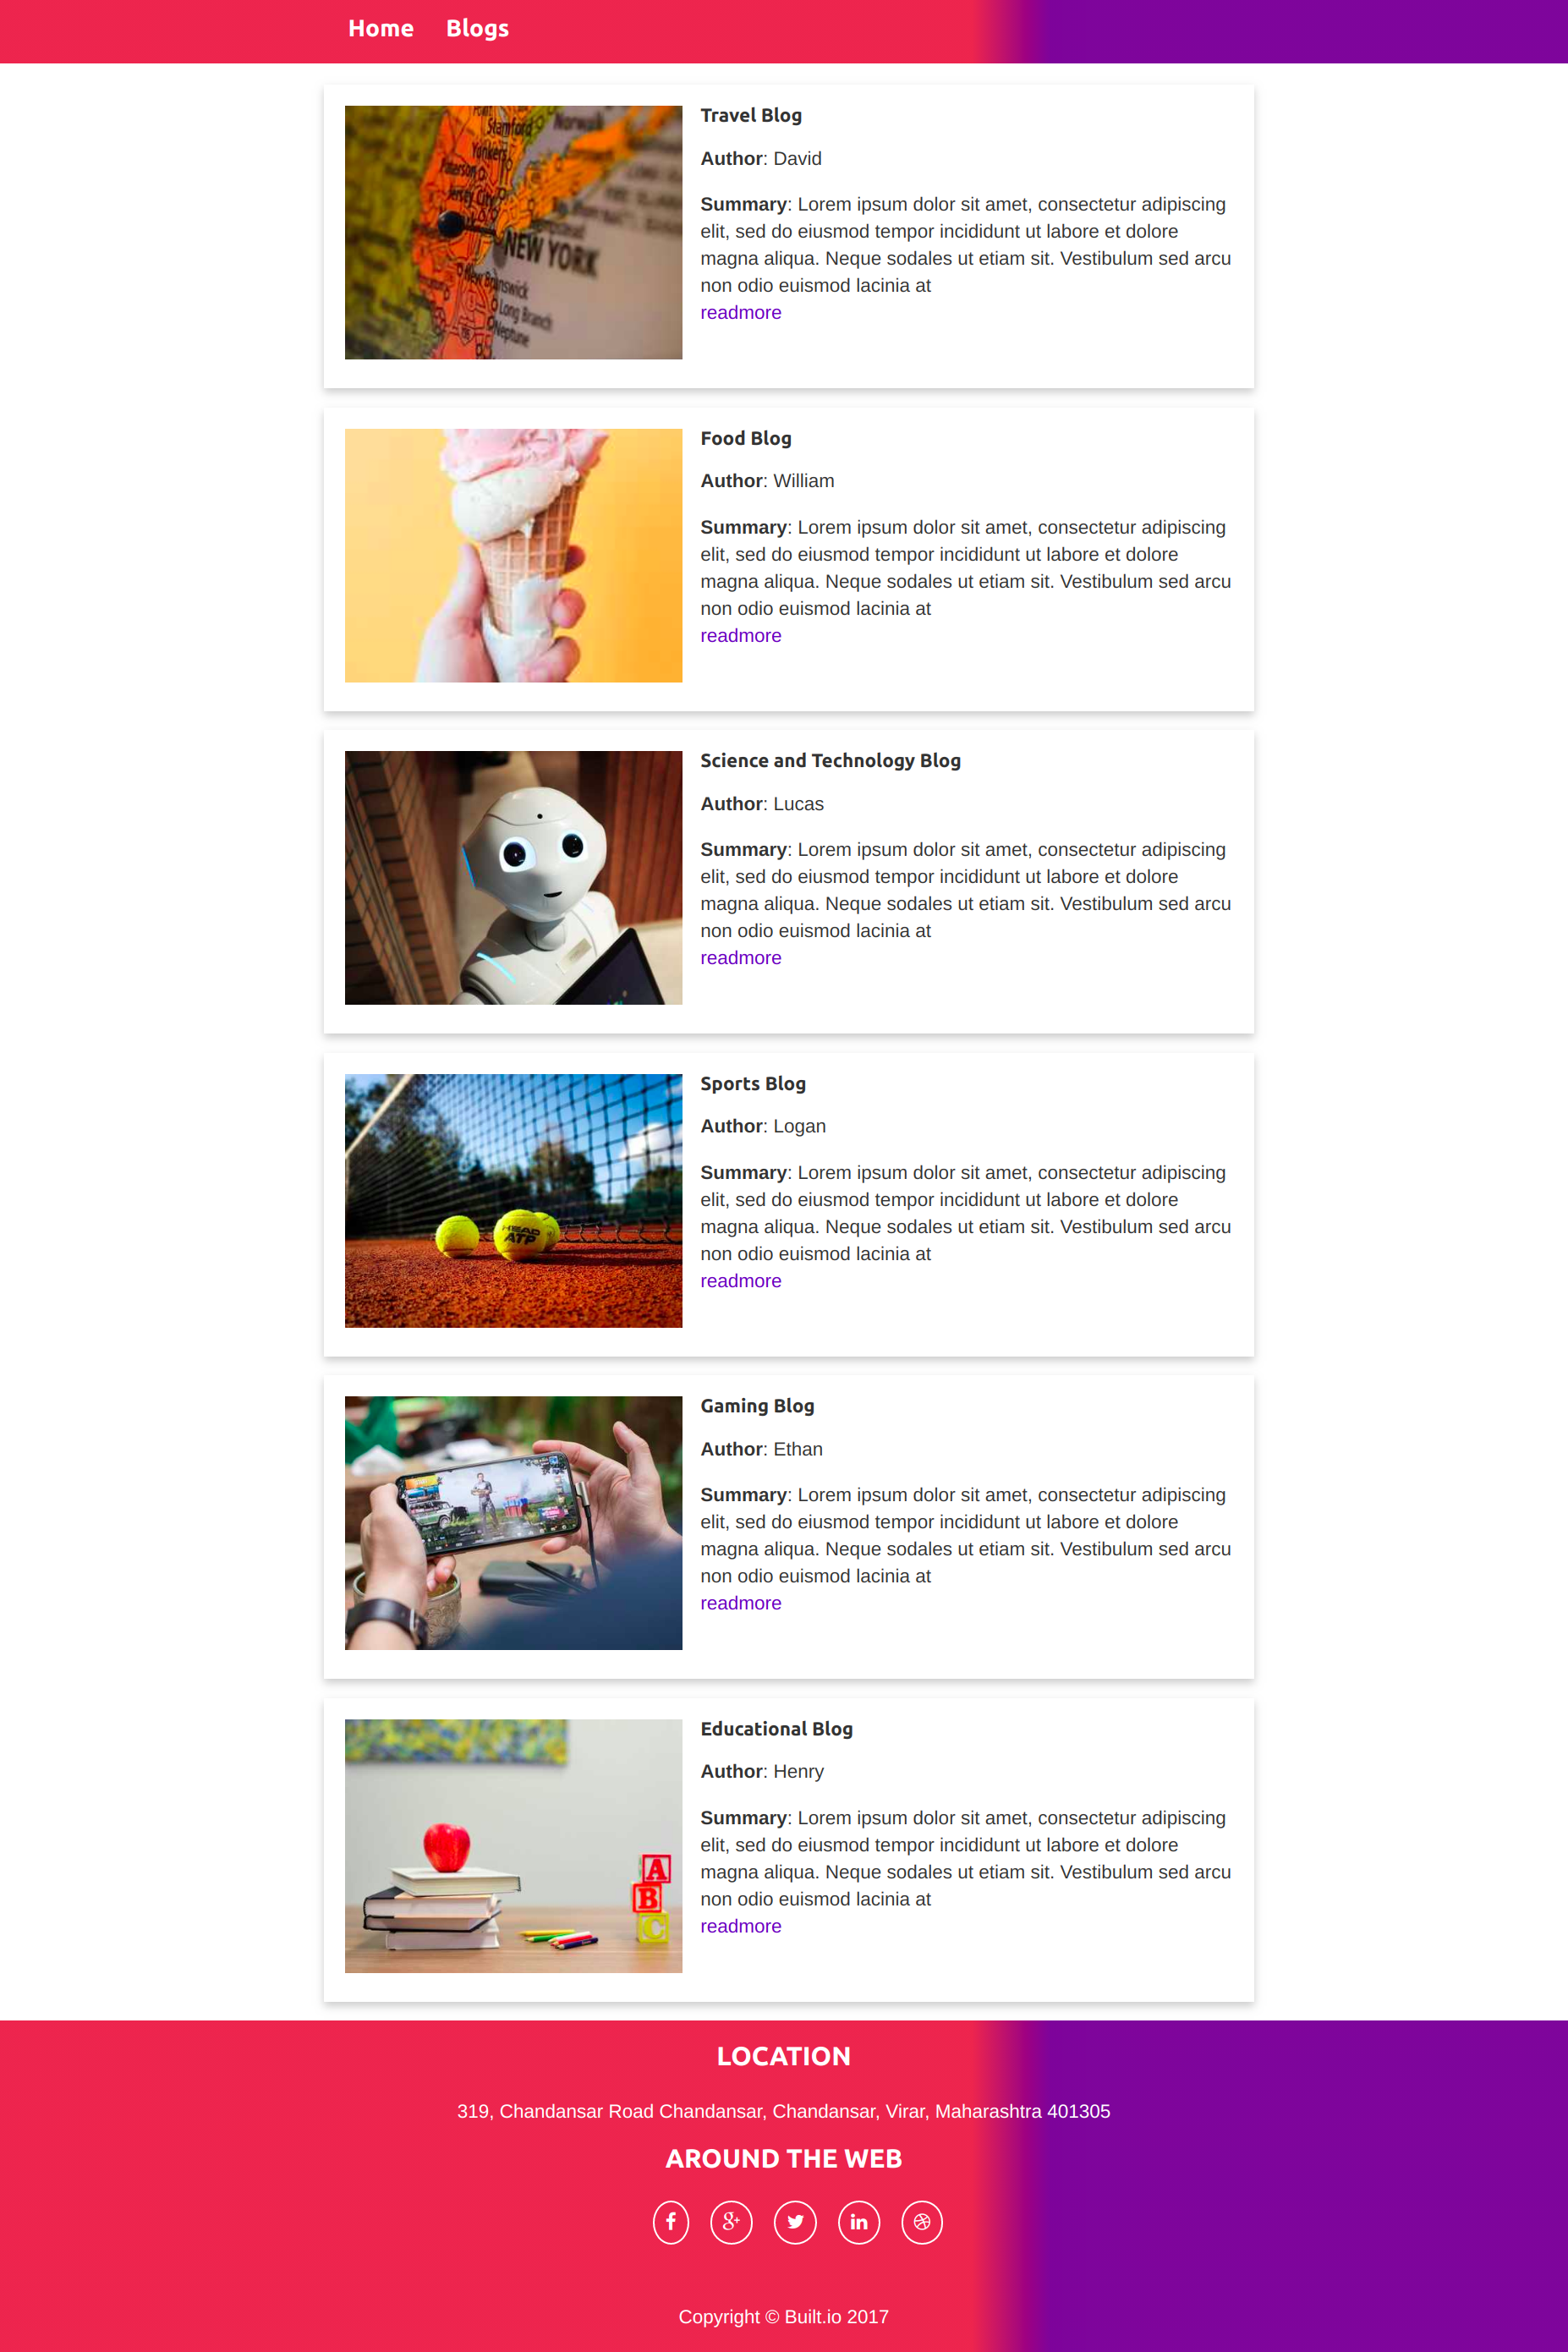 Home Blogs
Stamford
Norwalk
Yonkers
Paterson
Jersey City
NEW YORK
New Brunswick
Long Branch
Neptune
Travel Blog
Author: David
Summary: Lorem ipsum dolor sit amet, consectetur adipiscing
elit, sed do eiusmod tempor incididunt ut labore et dolore
magna aliqua. Neque sodales ut etiam sit. Vestibulum sed arcu
non odio euismod lacinia at
readmore
Food Blog
Author: William
Summary: Lorem ipsum dolor sit amet, consectetur adipiscing
elit, sed do eiusmod tempor incididunt ut labore et dolore
magna aliqua. Neque sodales ut etiam sit. Vestibulum sed arcu
non odio euismod lacinia at
readmore
Science and Technology Blog
Author: Lucas
Summary: Lorem ipsum dolor sit amet, consectetur adipiscing
elit, sed do eiusmod tempor incididunt ut labore et dolore
magna aliqua. Neque sodales ut etiam sit. Vestibulum sed arcu
non odio euismod lacinia at
readmore
HEAD
ATP
Sports Blog
Author: Logan
Summary: Lorem ipsum dolor sit amet, consectetur adipiscing
elit, sed do eiusmod tempor incididunt ut labore et dolore
magna aliqua. Neque sodales ut etiam sit. Vestibulum sed arcu
non odio euismod lacinia at
readmore
Gaming Blog
Author: Ethan
Summary: Lorem ipsum dolor sit amet, consectetur adipiscing
elit, sed do eiusmod tempor incididunt ut labore et dolore
magna aliqua. Neque sodales ut etiam sit. Vestibulum sed arcu
non odio euismod lacinia at
readmore
A
B
C
Educational Blog
Author: Henry
Summary: Lorem ipsum dolor sit amet, consectetur adipiscing
elit, sed do eiusmod tempor incididunt ut labore et dolore
magna aliqua. Neque sodales ut etiam sit. Vestibulum sed arcu
non odio euismod lacinia at
readmore
LOCATION
319, Chandansar Road Chandansar, Chandansar, Virar, Maharashtra 401305
AROUND THE WEB
Copyright © Built.io 2017